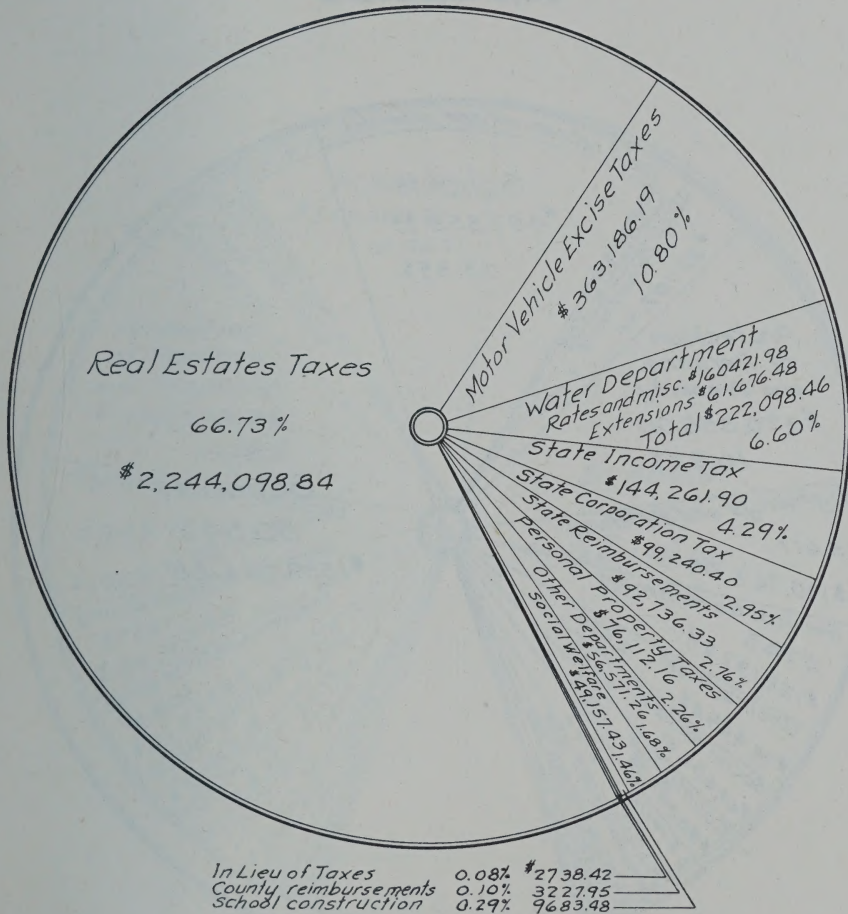 Real Estates Taxes
66.73%
$2,244,098.84
Motor Vehicle Excise Taxes
$363,186.19
10.80%
Water Department
Rates and misc. $160421.98
Extensions $61,676.48
Total $222,098.46
6.60%
State Income Tax
$144,261.90
4.29%
State Corporation Tax
$99,240.40
2.95%
State Reimbursements
$92,736.33
2.76%
Personal Property Taxes
$76,112.16
2.26%
Other Departments
$56,571.26
1.68%
Social Welfare
$49,157.43
1.46%
In Lieu of Taxes 0.08% $2738.42
County reimbursements 0.10% 3227.95
School construction 0.29% 9683.48